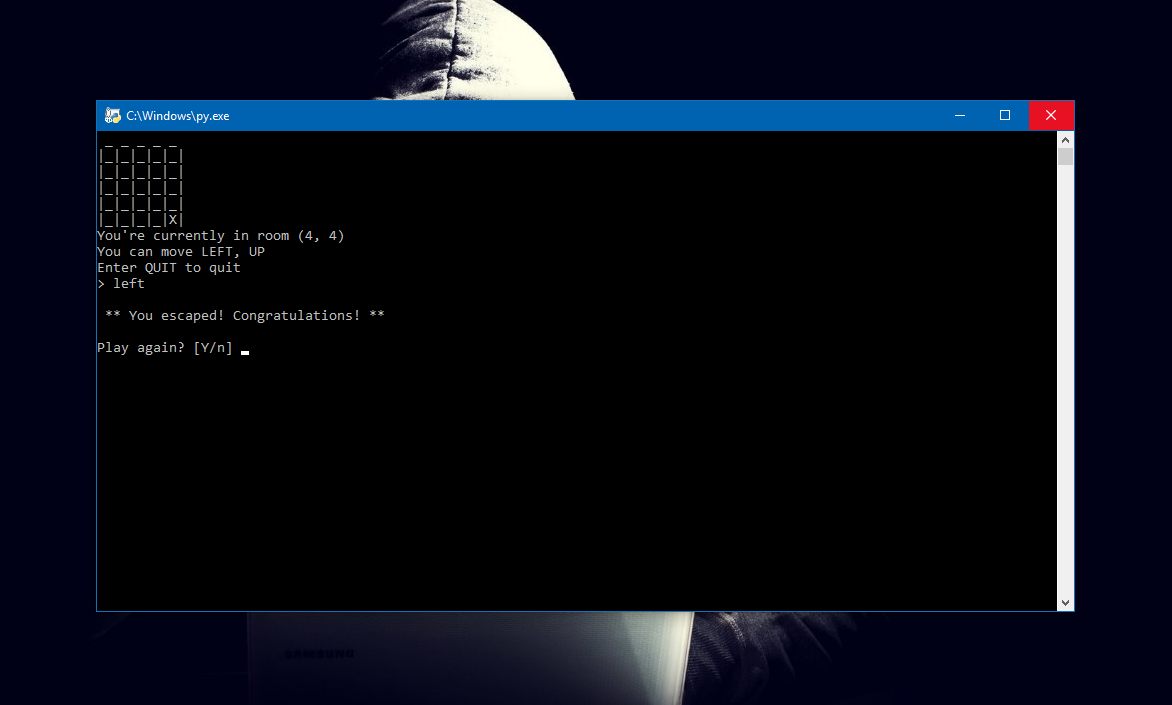 C:\Windows\py.exe
 _ _ _ _ _
|_|_|_|_|_|
|_|_|_|_|_|
|_|_|_|_|_|
|_|_|_|_|_|
|_|_|_|_|X|
You're currently in room (4, 4)
You can move LEFT, UP
Enter QUIT to quit
> left
** You escaped! Congratulations! **
Play again? [Y/n]
SAMSUNG